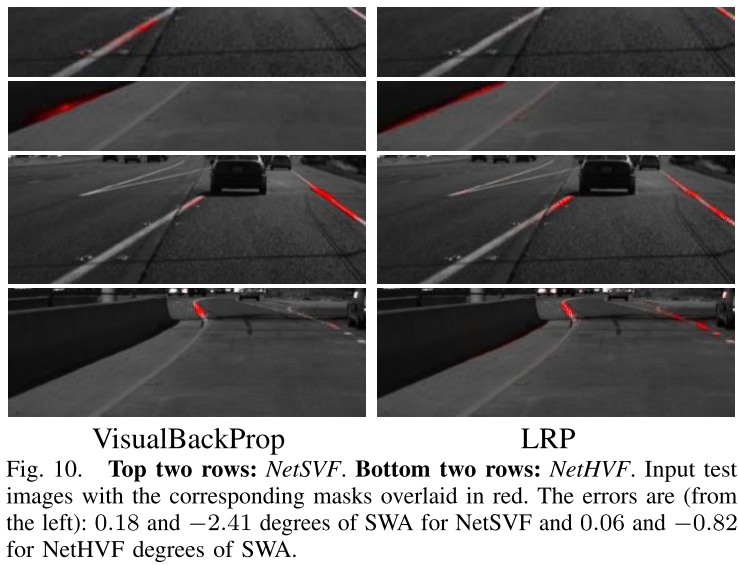 VisualBackProp LRP
Fig. 10. Top two rows: NetSVF. Bottom two rows: NetHVF. Input test
images with the corresponding masks overlaid in red. The errors are (from
the left): 0.18 and −2.41 degrees of SWA for NetSVF and 0.06 and −0.82
for NetHVF degrees of SWA.